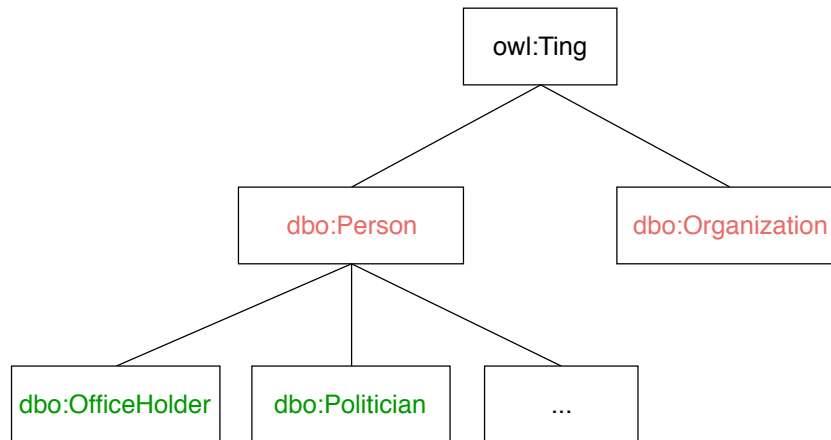 owl:Ting
dbo:Person
dbo:Organization
dbo:OfficeHolder
dbo:Politician
...